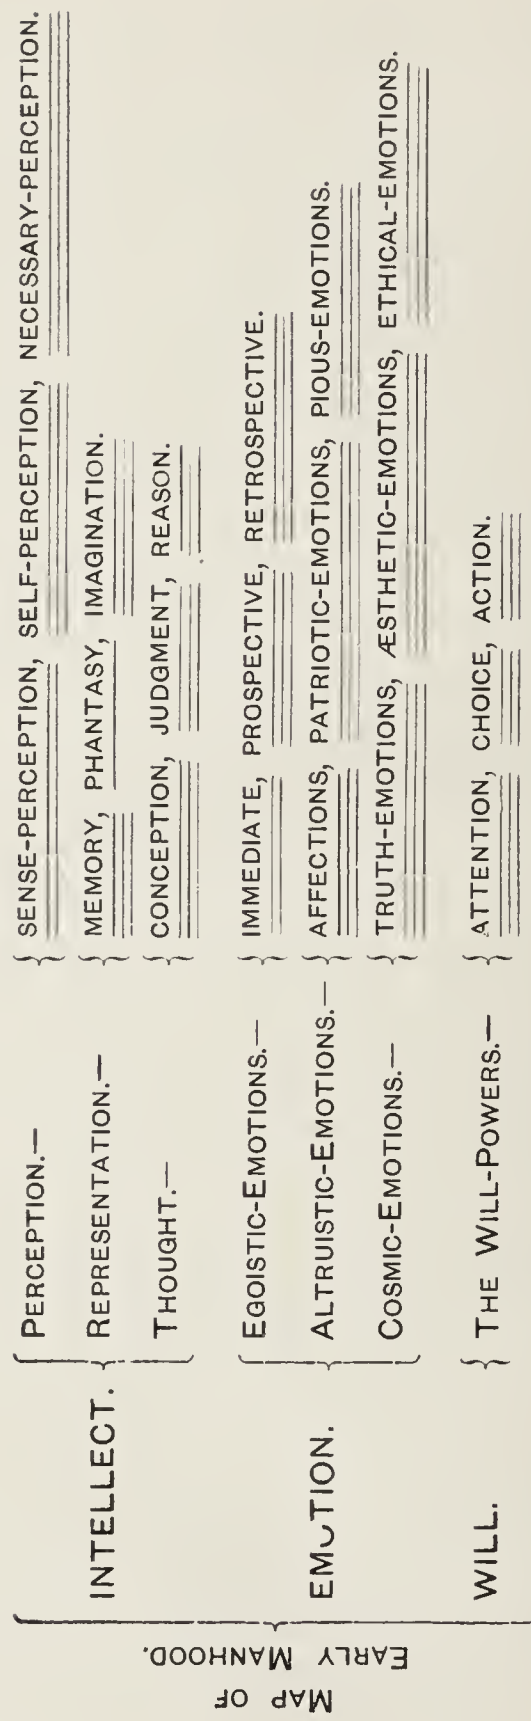 MAP OF
EARLY MANHOOD.
INTELLECT.
PERCEPTION.— SENSE-PERCEPTION, SELF-PERCEPTION, NECESSARY-PERCEPTION.
REPRESENTATION.— MEMORY, PHANTASY, IMAGINATION.
THOUGHT.— CONCEPTION, JUDGMENT, REASON.
EMOTION.
EGOISTIC-EMOTIONS.— IMMEDIATE, PROSPECTIVE, RETROSPECTIVE.
ALTRUISTIC-EMOTIONS.— AFFECTIONS, PATRIOTIC-EMOTIONS, PIOUS-EMOTIONS.
COSMIC-EMOTIONS.— TRUTH-EMOTIONS, ÆSTHETIC-EMOTIONS, ETHICAL-EMOTIONS.
WILL.
THE WILL-POWERS.— ATTENTION, CHOICE, ACTION.